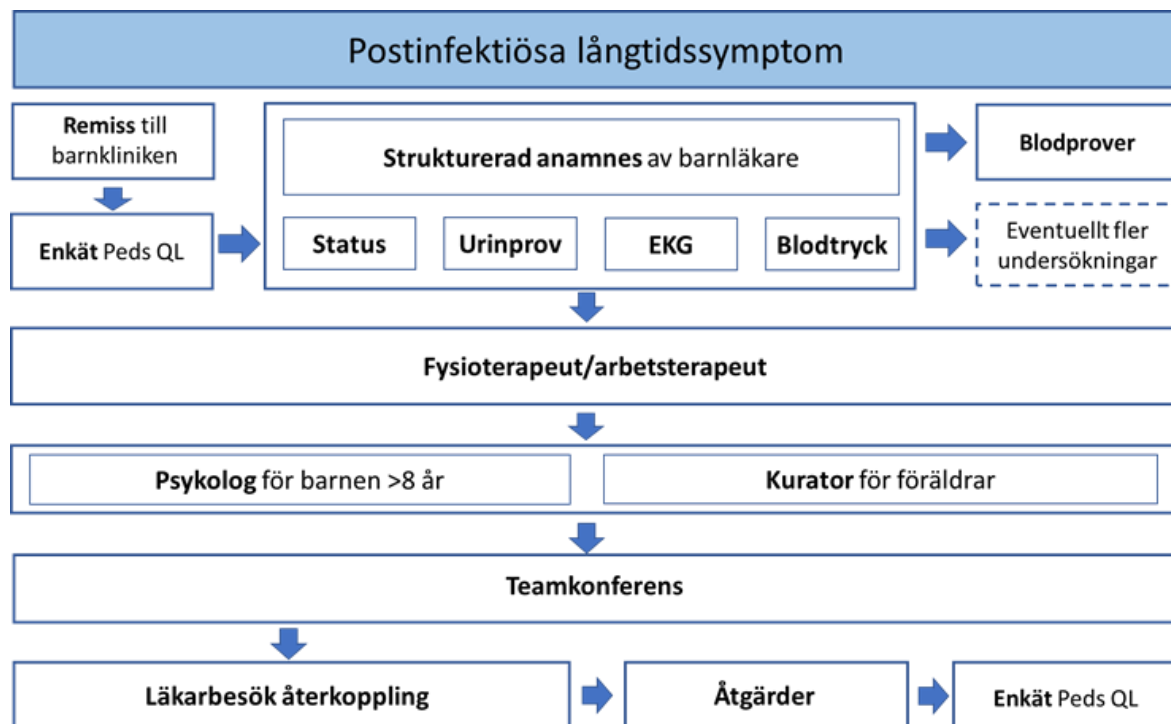 Postinfektiösa långtidssymptom
Remiss till
barnkliniken
Enkät Peds QL
Strukturerad anamnes av barnläkare
Status
Urinprov
EKG
Blodtryck
Blodprover
Eventuellt fler
undersökningar
Fysioterapeut/arbetsterapeut
Psykolog för barnen >8 år
Kurator för föräldrar
Teamkonferens
Läkarbesök återkoppling
Åtgärder
Enkät Peds QL